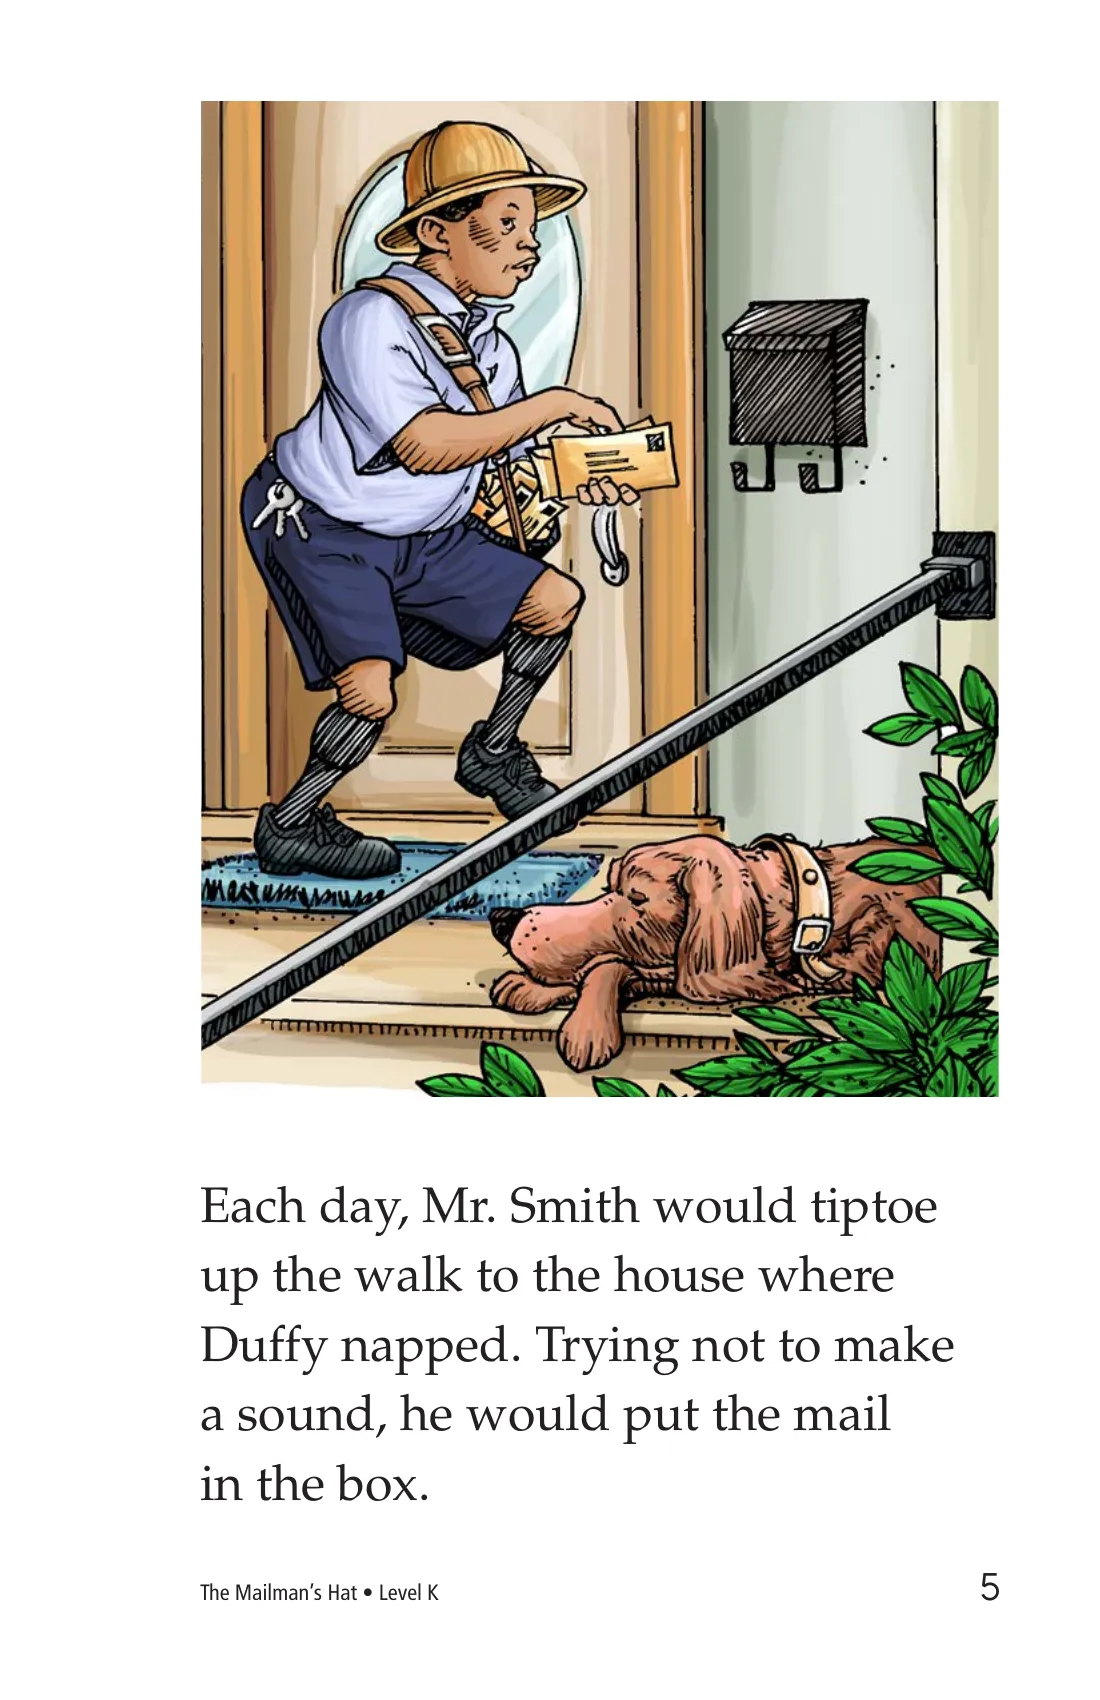 Each day, Mr. Smith would tiptoe
up the walk to the house where
Duffy napped. Trying not to make
a sound, he would put the mail
in the box.
The Mailman’s Hat • Level K
5